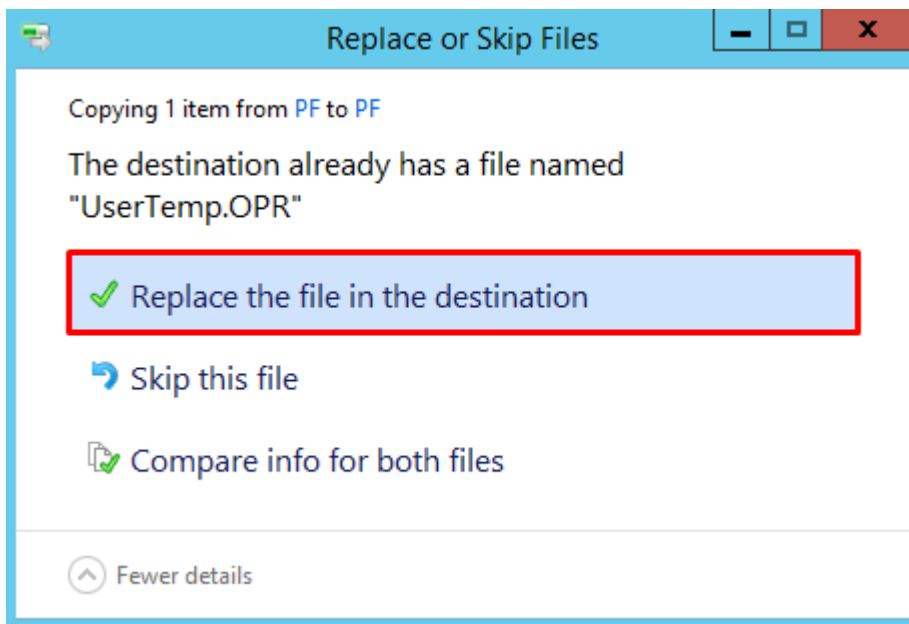 Replace or Skip Files
Copying 1 item from PF to PF
The destination already has a file named
"UserTemp.OPR"
Replace the file in the destination
Skip this file
Compare info for both files
Fewer details